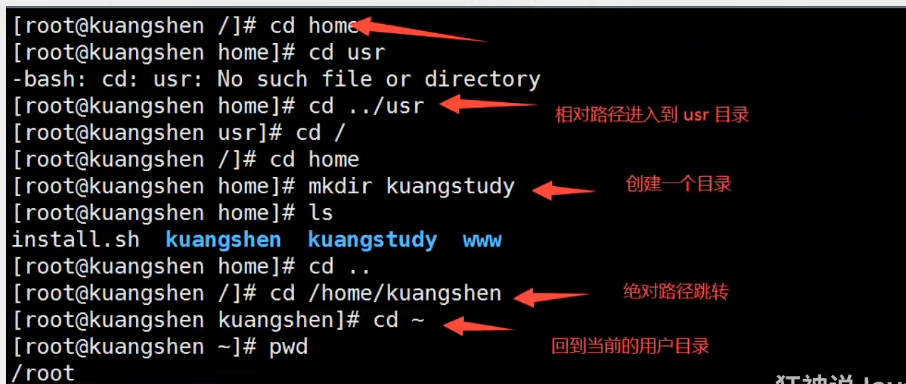 [root@kuangshen /]# cd home
[root@kuangshen home]# cd usr
-bash: cd: usr: No such file or directory
[root@kuangshen home]# cd ../usr
相对路径进入到 usr 目录
[root@kuangshen usr]# cd /
[root@kuangshen /]# cd home
[root@kuangshen home]# mkdir kuangstudy
创建一个目录
[root@kuangshen home]# ls
install.sh  kuangshen  kuangstudy  www
[root@kuangshen home]# cd ..
[root@kuangshen /]# cd /home/kuangshen
绝对路径跳转
[root@kuangshen kuangshen]# cd ~
回到当前的用户目录
[root@kuangshen ~]# pwd
/root